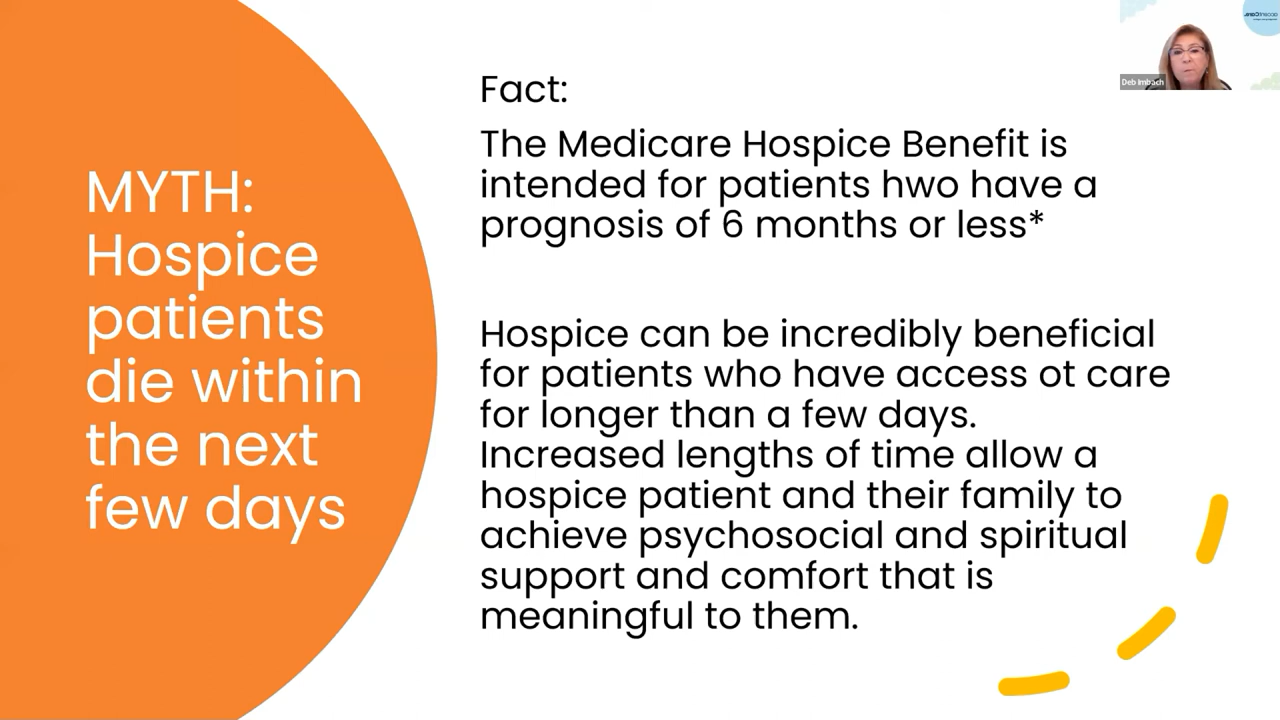 MYTH:
Hospice
patients
die within
the next
few days
Fact:
The Medicare Hospice Benefit is
intended for patients hwo have a
prognosis of 6 months or less*
Hospice can be incredibly beneficial
for patients who have access ot care
for longer than a few days.
Increased lengths of time allow a
hospice patient and their family to
achieve psychosocial and spiritual
support and comfort that is
meaningful to them.
Deb Imbach